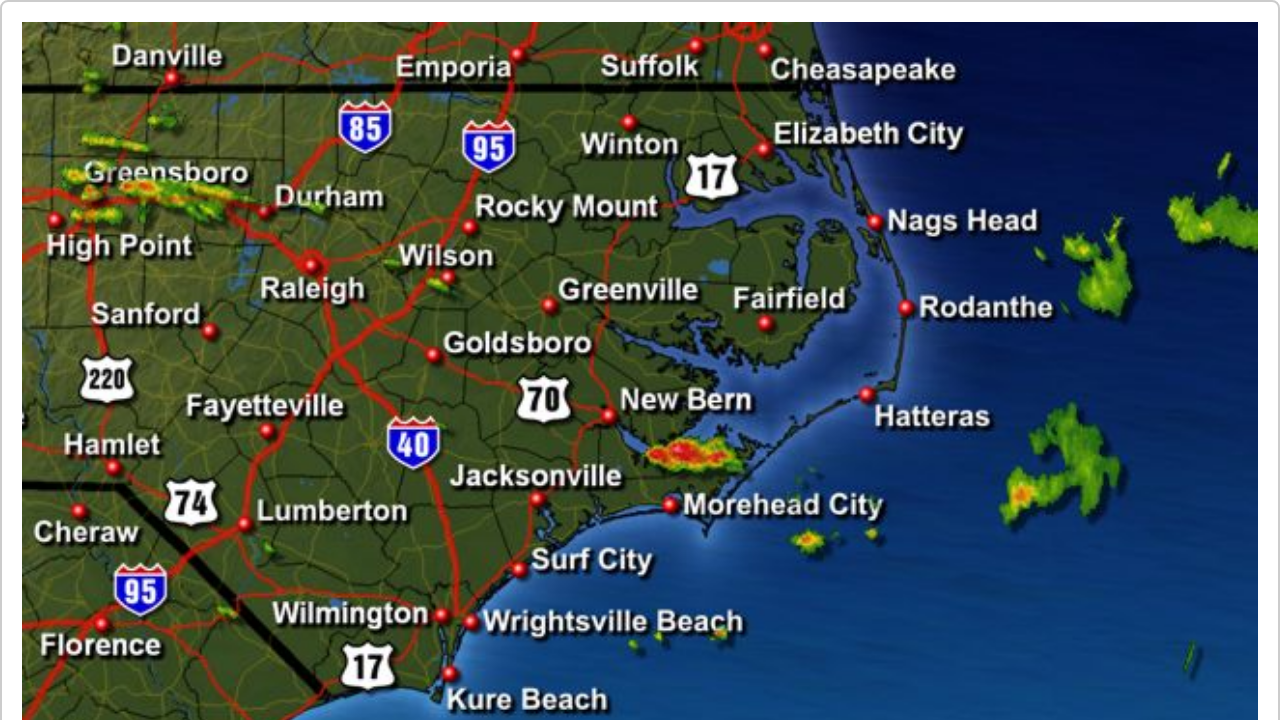 Danville
Emporia
Suffolk
Cheasapeake
85
95
Winton
Elizabeth City
17
Greensboro
Durham
Rocky Mount
Nags Head
High Point
Wilson
Raleigh
Greenville
Fairfield
Rodanthe
Sanford
Goldsboro
220
70
New Bern
Fayetteville
Hatteras
Hamlet
40
Jacksonville
74
Lumberton
Morehead City
Cheraw
Surf City
95
Wilmington
Wrightsville Beach
Florence
17
Kure Beach